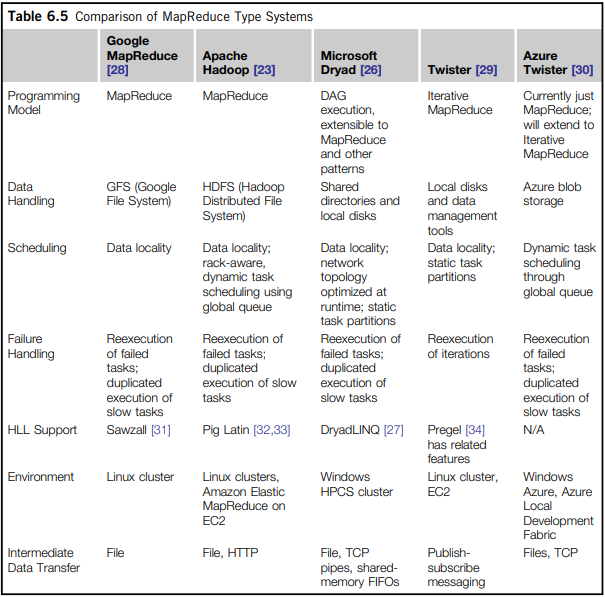 Table 6.5 Comparison of MapReduce Type Systems
Google MapReduce [28]
Apache Hadoop [23]
Microsoft Dryad [26]
Twister [29]
Azure Twister [30]
Programming Model
MapReduce
MapReduce
DAG execution, extensible to MapReduce and other patterns
Iterative MapReduce
Currently just MapReduce; will extend to Iterative MapReduce
Data Handling
GFS (Google File System)
HDFS (Hadoop Distributed File System)
Shared directories and local disks
Local disks and data management tools
Azure blob storage
Scheduling
Data locality
Data locality; rack-aware, dynamic task scheduling using global queue
Data locality; network topology optimized at runtime; static task partitions
Data locality; static task partitions
Dynamic task scheduling through global queue
Failure Handling
Reexecution of failed tasks; duplicated execution of slow tasks
Reexecution of failed tasks; duplicated execution of slow tasks
Reexecution of failed tasks; duplicated execution of slow tasks
Reexecution of iterations
Reexecution of failed tasks; duplicated execution of slow tasks
HLL Support
Sawzall [31]
Pig Latin [32,33]
DryadLINQ [27]
Pregel [34] has related features
N/A
Environment
Linux cluster
Linux clusters, Amazon Elastic MapReduce on EC2
Windows HPCS cluster
Linux cluster, EC2
Windows Azure, Azure Local Development Fabric
Intermediate Data Transfer
File
File, HTTP
File, TCP pipes, shared-memory FIFOs
Publish-subscribe messaging
Files, TCP